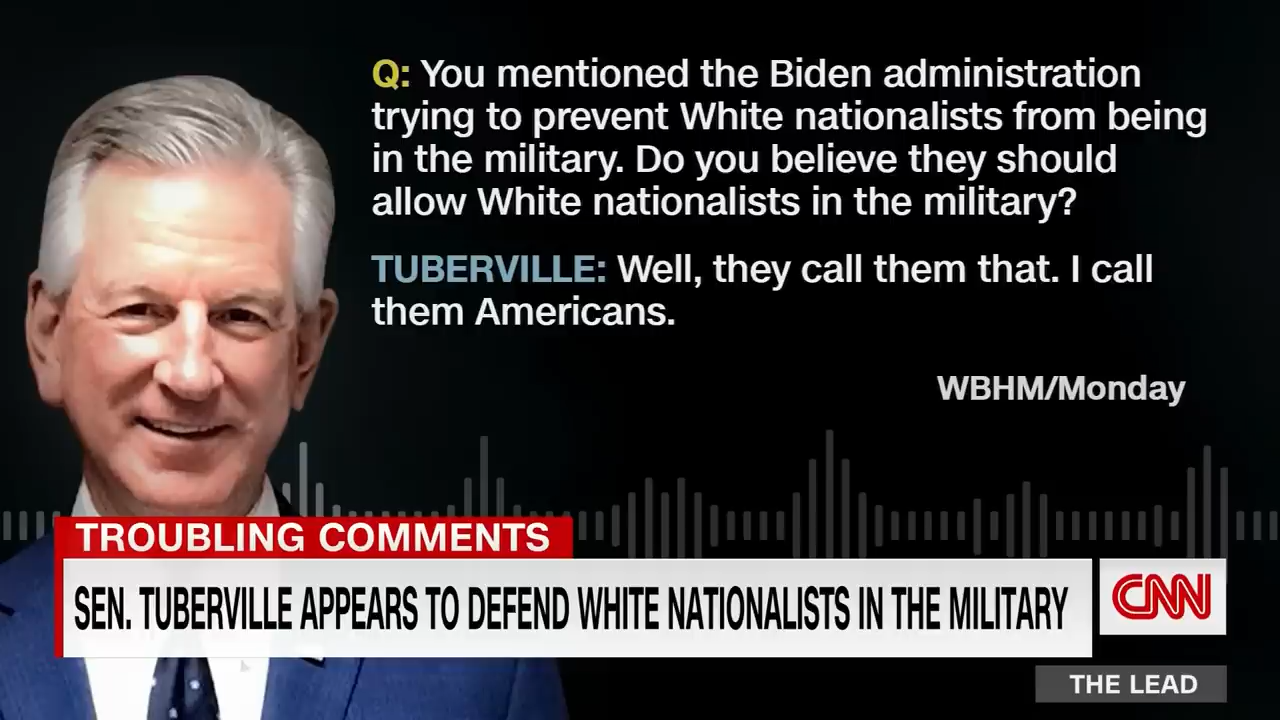 Q: You mentioned the Biden administration
trying to prevent White nationalists from being
in the military. Do you believe they should
allow White nationalists in the military?
TUBERVILLE: Well, they call them that. I call
them Americans.
WBHM/Monday
TROUBLING COMMENTS
SEN. TUBERVILLE APPEARS TO DEFEND WHITE NATIONALISTS IN THE MILITARY
CNN
THE LEAD